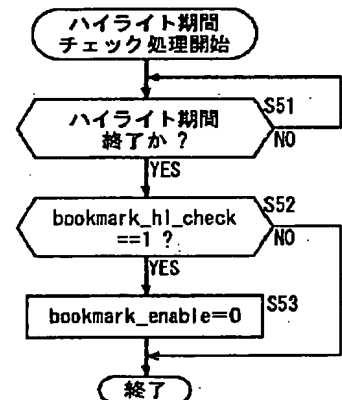 ハイライト期間
チェック処理開始
S51
ハイライト期間
終了か？
NO
YES
S52
bookmark_hl_check
==1 ?
NO
YES
S53
bookmark_enable=0
終了